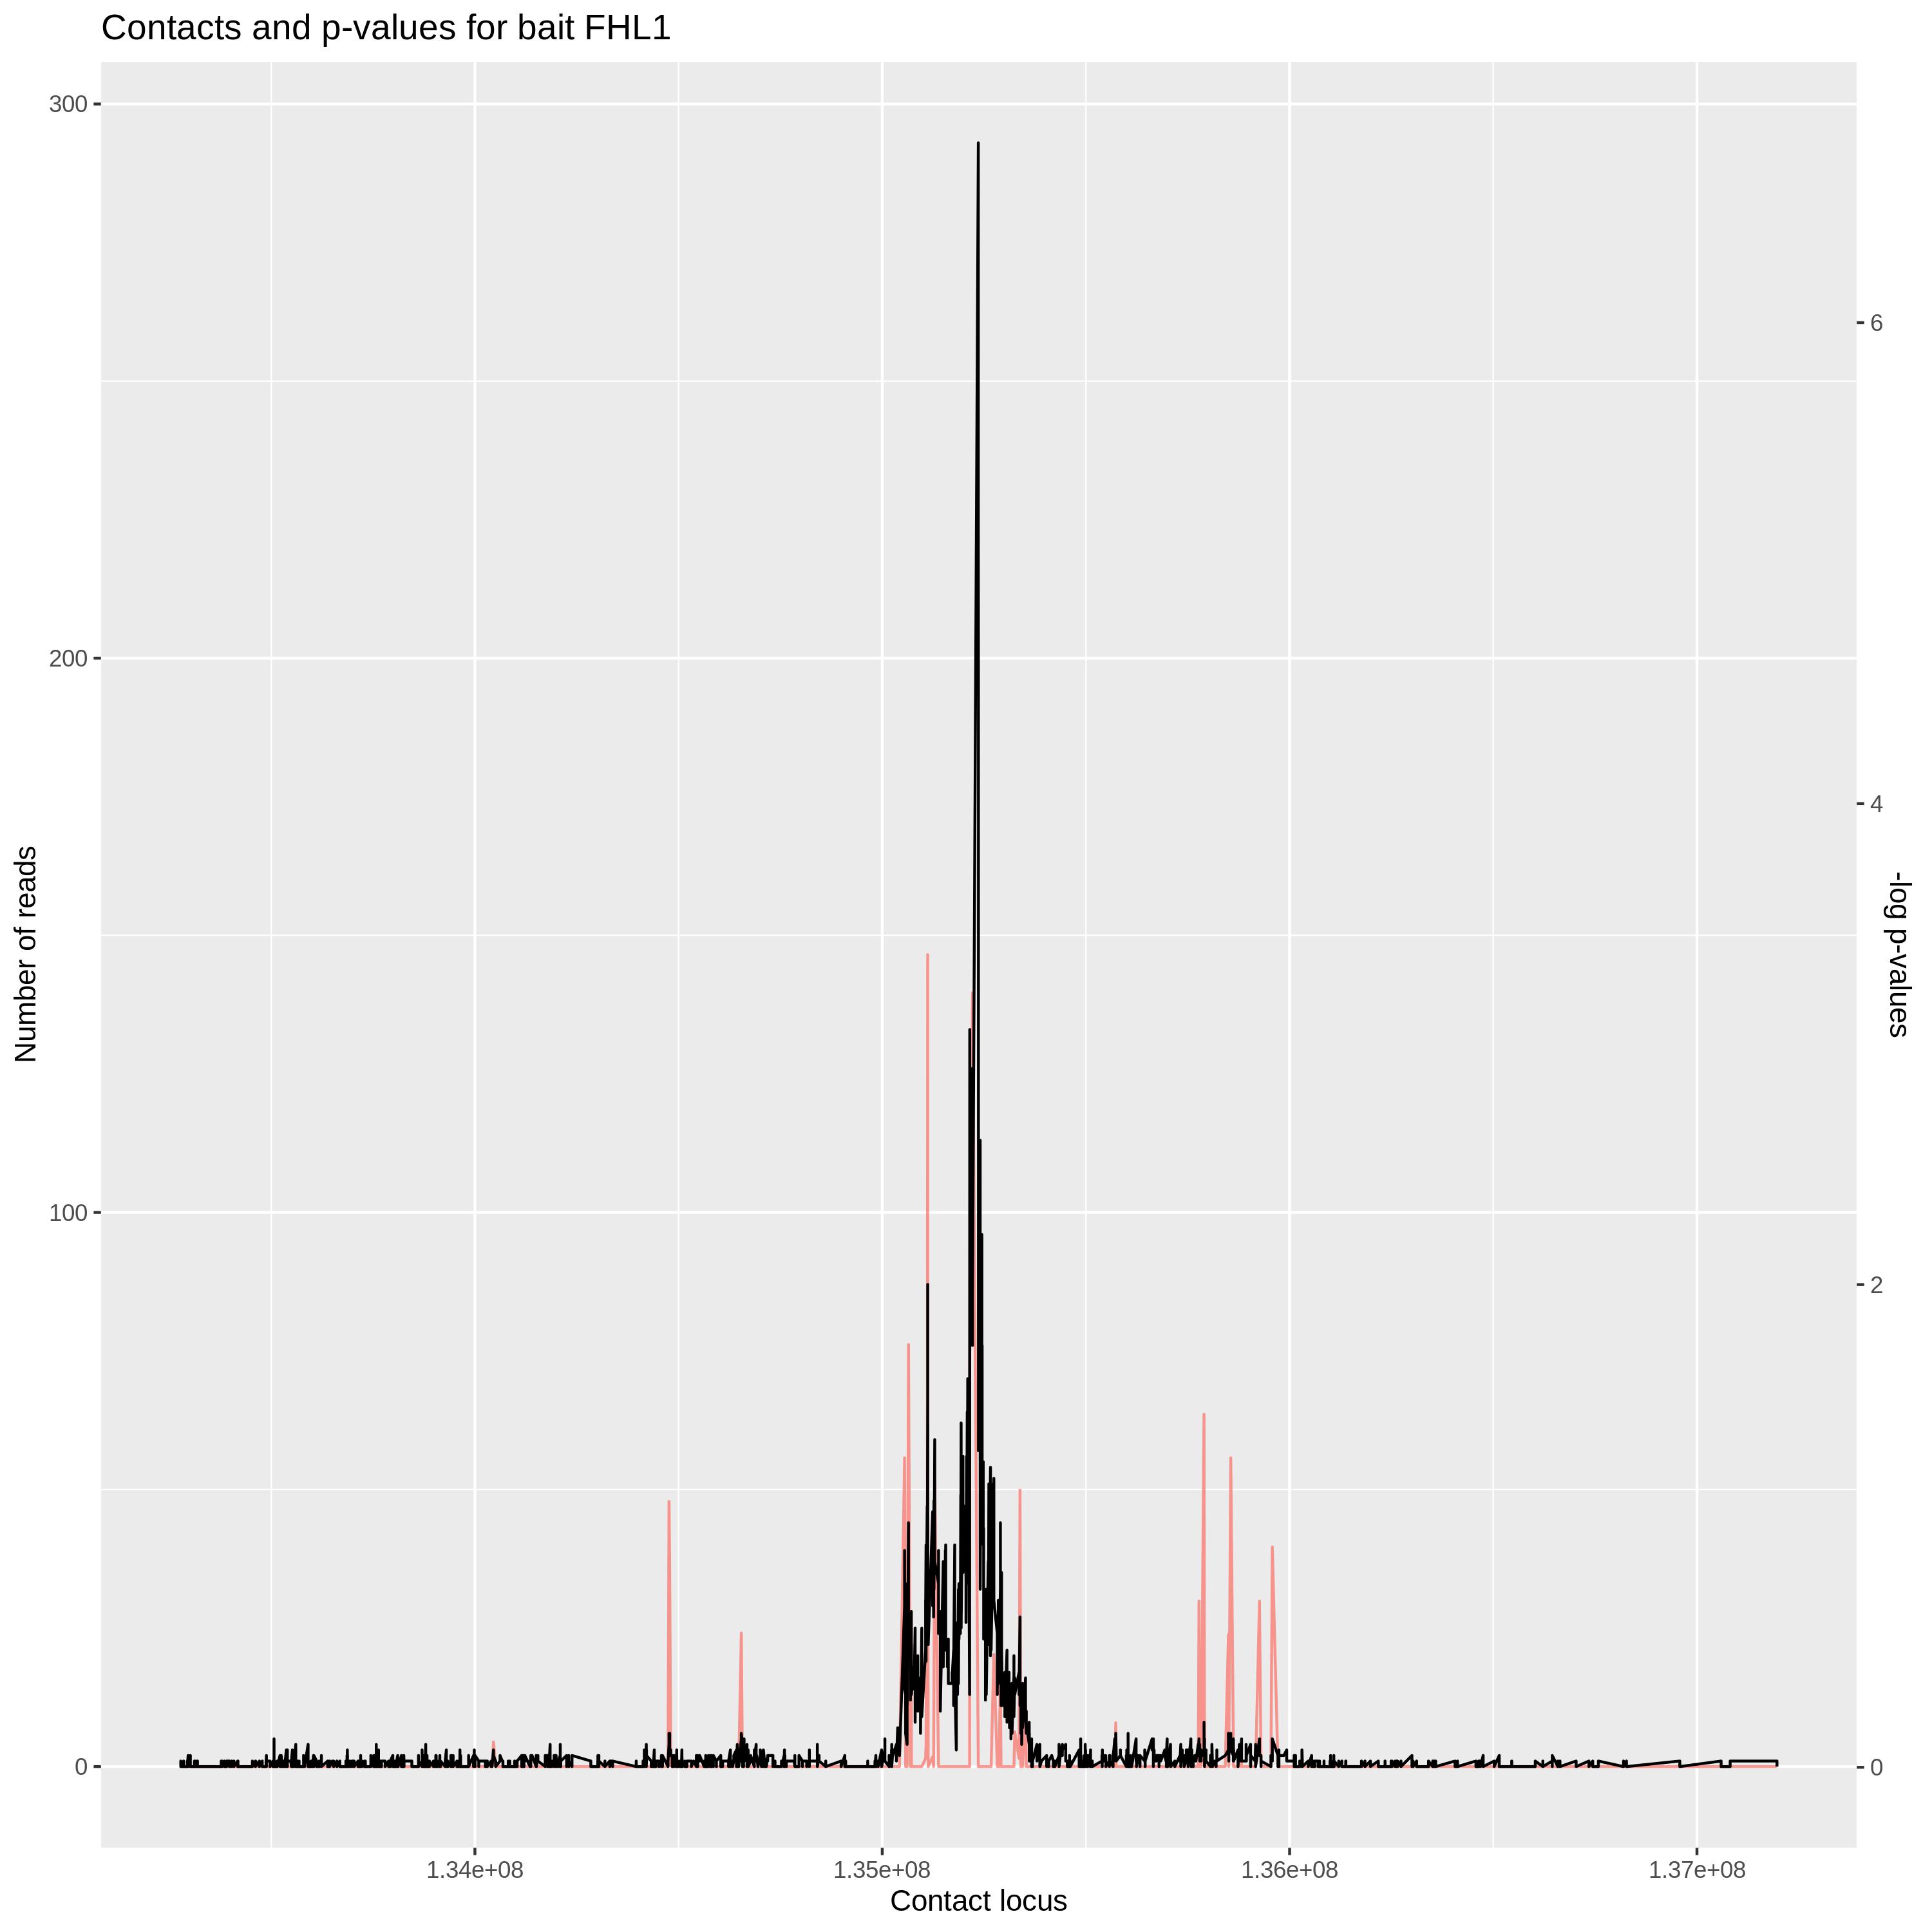 Contacts and p-values for bait FHL1
300
200
100
0
Number of reads
6
4
2
0
-log p-values
1.34e+08
1.35e+08
1.36e+08
1.37e+08
Contact locus